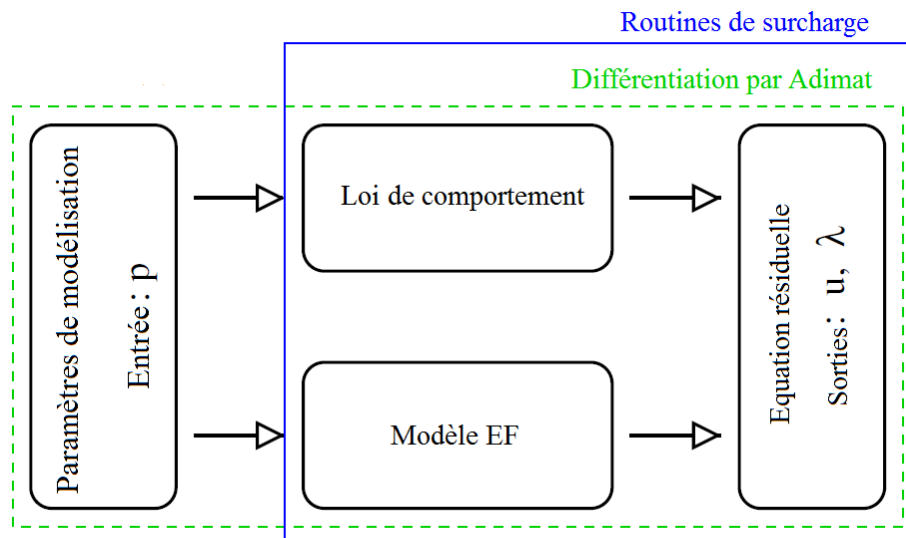 Routines de surcharge
Différentiation par Adimat
Paramètres de modélisation
Entrée: p
Loi de comportement
Modèle EF
Equation résiduelle
Sorties: u, λ